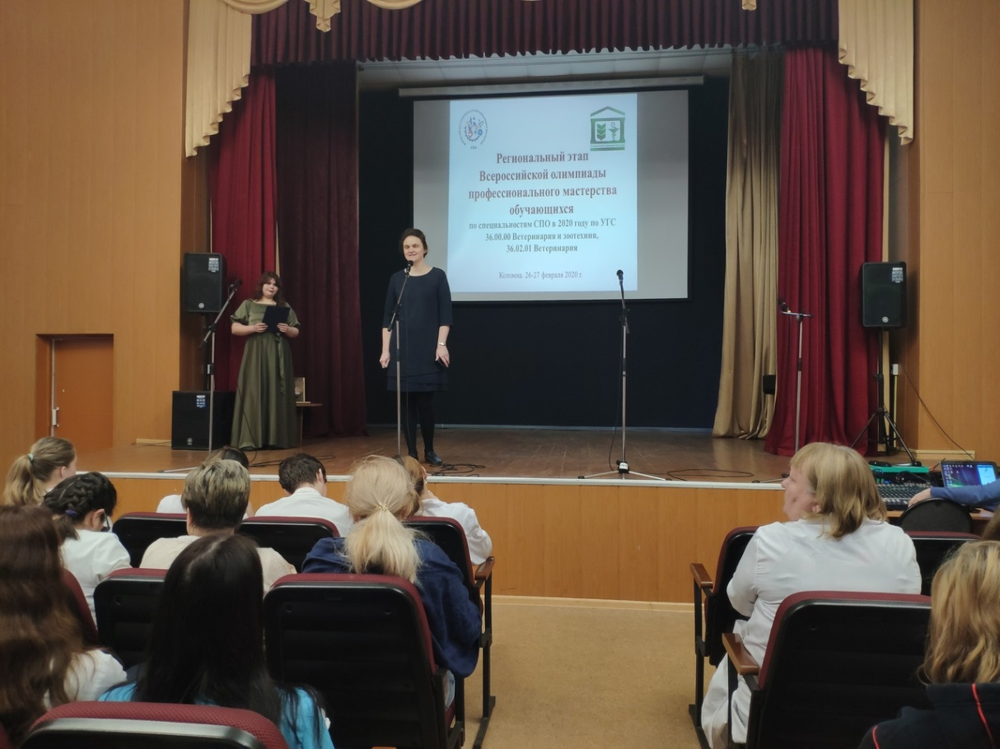 Региональный этап
Всероссийской олимпиады
профессионального мастерства
обучающихся
по специальностям СПО в 2020 году по УГС
36.00.00 Ветеринария и зоотехния,
36.02.01 Ветеринария
Коломна 26-27 февраля 2020 г.